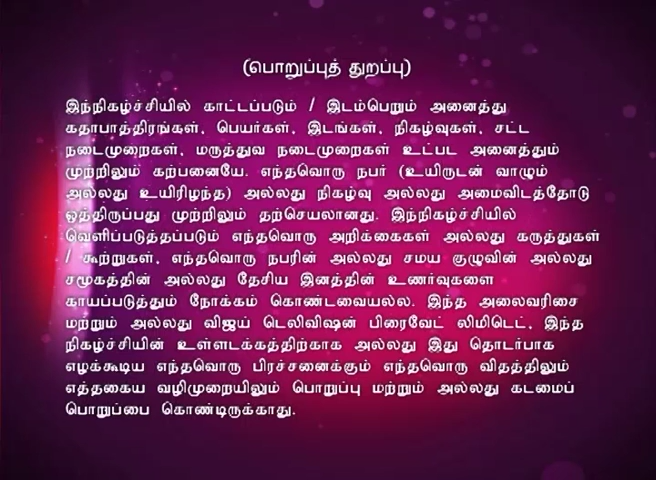 (பொறுப்புத் துறப்பு)
இந்நிகழ்ச்சியில் காட்டப்படும் / இடம்பெறும் அனைத்து
கதாபாத்திரங்கள், பெயர்கள், இடங்கள், நிகழ்வுகள், சட்ட
நடைமுறைகள், மருத்துவ நடைமுறைகள் உட்பட அனைத்தும்
முற்றிலும் கற்பனையே. எந்தவொரு நபர் (உயிருடன் வாழும்
அல்லது உயிரிழந்த) அல்லது நிகழ்வு அல்லது அமைவிடத்தோடு
ஒத்திருப்பது முற்றிலும் தற்செயலானது. இந்நிகழ்ச்சியில்
வெளிப்படுத்தப்படும் எந்தவொரு அறிக்கைகள் அல்லது கருத்துகள்
/ கூற்றுகள், எந்தவொரு நபரின் அல்லது சமய குழுவின் அல்லது
சமூகத்தின் அல்லது தேசிய இனத்தின் உணர்வுகளை
காயப்படுத்தும் நோக்கம் கொண்டவையல்ல. இந்த அலைவரிசை
மற்றும் அல்லது விஜய் டெலிவிஷன் பிரைவேட் லிமிடெட், இந்த
நிகழ்ச்சியின் உள்ளடக்கத்திற்காக அல்லது இது தொடர்பாக
எழக்கூடிய எந்தவொரு பிரச்சனைக்கும் எந்தவொரு விதத்திலும்
எத்தகைய வழிமுறையிலும் பொறுப்பு மற்றும் அல்லது கடமைப்
பொறுப்பை கொண்டிருக்காது.